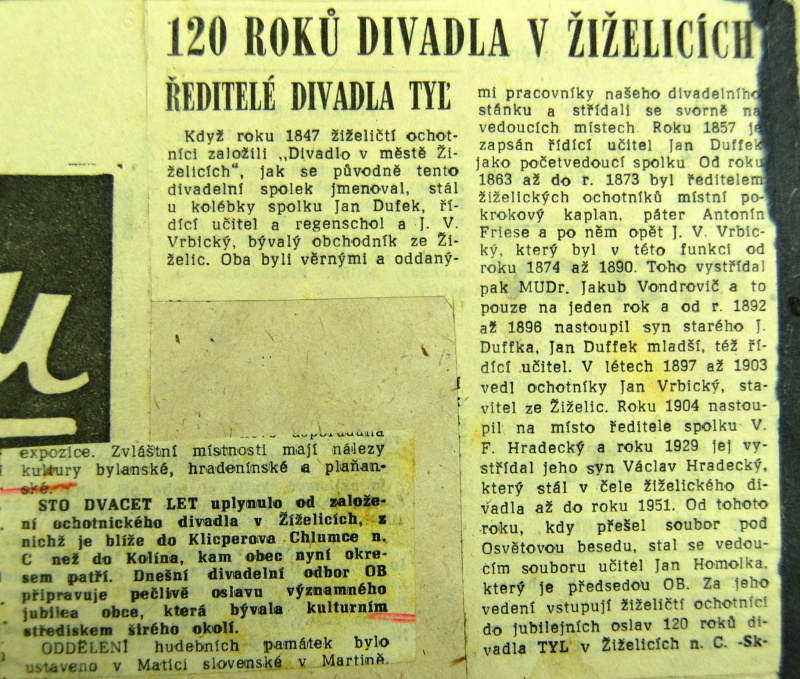 120 ROKŮ DIVADLA V ŽIŽELICÍCH
ŘEDITELÉ DIVADLA TYL
Když roku 1847 žiželičtí ochot-
níci založili „Divadlo v městě Ži-
želicích", jak se původně tento
divadelní spolek jmenoval, stál
u kolébky spolku Jan Dufek, ří-
dící učitel a regenschol a J. V.
Vrbický, bývalý obchodník ze Ži-
želic. Oba byli věrnými a oddaný-
mi pracovníky našeho divadelního
stánku a střídali se svorně na
vedoucích místech. Roku 1857 je
zapsán řídící učitel Jan Duffek
jako početvedoucí spolku Od roku
1863 až do r. 1873 byl ředitelem
žiželických ochotníků místní po-
krokový kaplan, páter Antonín
Friese a po něm opět J. V. Vrbic-
ký, který byl v této funkci od
roku 1874 až 1890. Toho vystřídal
pak MUDr. Jakub Vondrovič a to
pouze na jeden rok a od r. 1892
až 1896 nastoupil syn starého J.
Duffka, Jan Duffek mladší, též ří-
dící učitel. V létech 1897 až 1903
vedl ochotníky Jan Vrbický, sta-
vitel ze Žiželic. Roku 1904 nastou-
pil na místo ředitele spolku V.
F. Hradecký a roku 1929 jej vy-
střídal jeho syn Václav Hradecký,
který stál v čele žiželického di-
vadla až do roku 1951. Od tohoto
roku, kdy přešel soubor pod
Osvětovou besedu, stal se vedou-
cím souboru učitel Jan Homolka,
který je předsedou OB. Za jeho
vedení vstupují žiželičtí ochotníci
do jubilejních oslav 120 roků di-
vadla TYL v Žiželicích n. C. -Sk-
u
expozice. Zvláštní místnosti mají nálezy
kultury bylanské, hradenínské a plaňan-
ské.
STO DVACET LET uplynulo od založe-
ní ochotnického divadla v Žiželicích, z
nichž je blíže do Klicperova Chlumce n.
C než do Kolína, kam obec nyní okre-
sem patří. Dnešní divadelní odbor OB
připravuje pečlivě oslavu významného
jubilea obce, která bývala kulturním
střediskem širého okolí.
ODDĚLENÍ hudebních památek bylo
ustaveno v Matici slovenské v Martině.